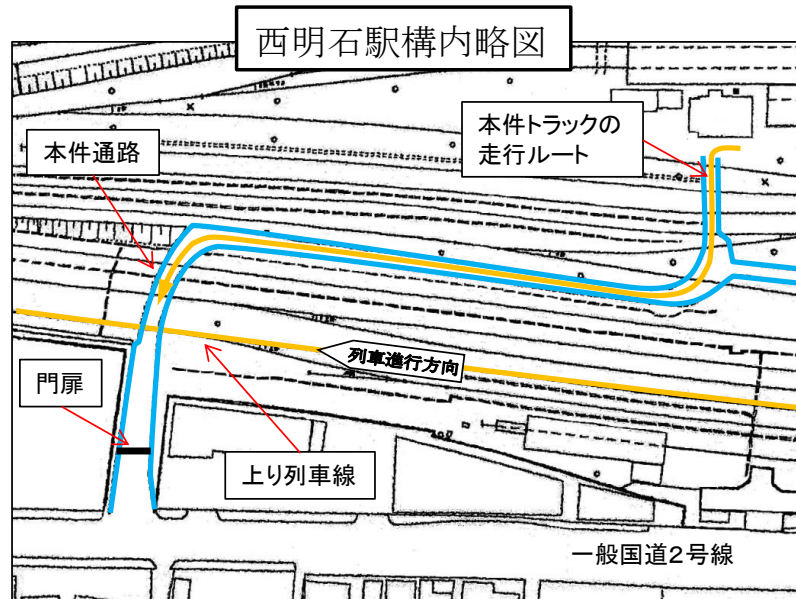 西明石駅構内略図
本件通路
本件トラックの
走行ルート
列車進行方向
門扉
上り列車線
一般国道2号線